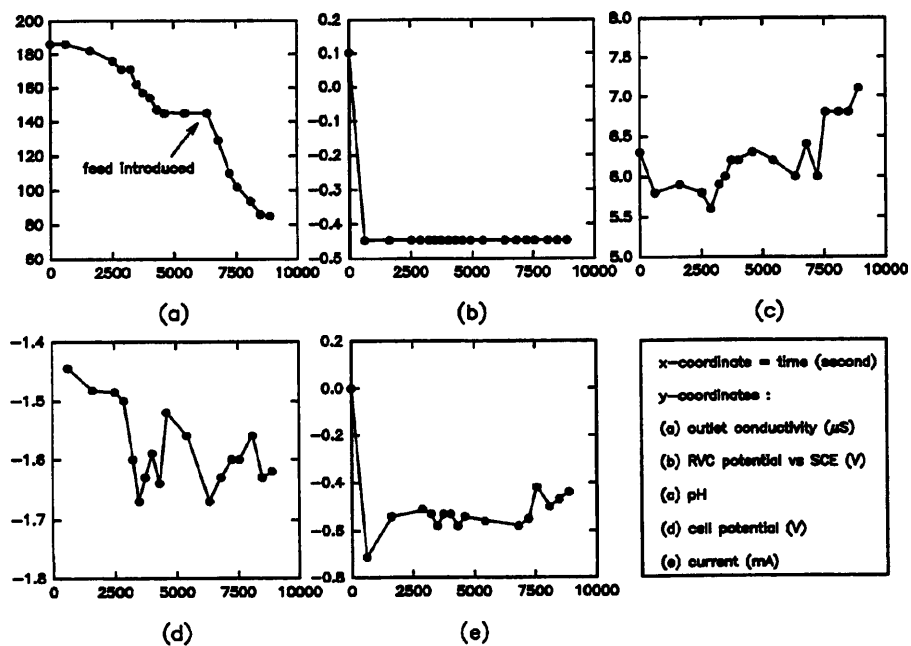 200
180
160
140
120
100
80
60
feed introduced
0 2500 5000 7500 10000
(a)
0.2
0.1
0.0
−0.1
−0.2
−0.3
−0.4
−0.5
0 2500 5000 7500 10000
(b)
8.0
7.5
7.0
6.5
6.0
5.5
5.0
0 2500 5000 7500 10000
(c)
−1.4
−1.5
−1.6
−1.7
−1.8
0 2500 5000 7500 10000
(d)
0.2
0.0
−0.2
−0.4
−0.6
−0.8
0 2500 5000 7500 10000
(e)
x−coordinate = time (second)
y−coordinates :
(a) outlet conductivity (μS)
(b) RVC potential vs SCE (V)
(c) pH
(d) cell potential (V)
(e) current (mA)